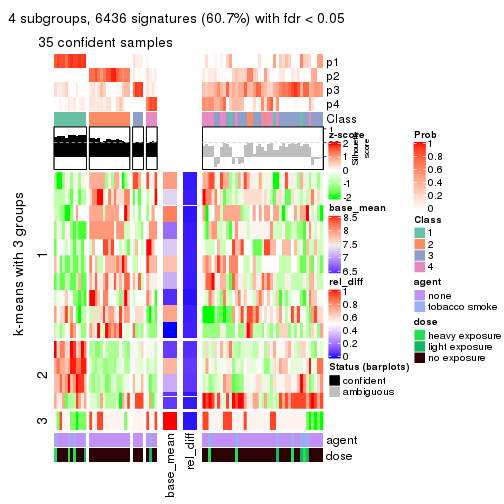 4 subgroups, 6436 signatures (60.7%) with fdr < 0.05
35 confident samples
p1
p2
p3
p4
Class
1
Silhouette
score
k-means with 3 groups
1
2
3
agent
dose
base_mean
rel_diff
z-score
2
1
0
-1
-2
base_mean
8.5
8
7.5
7
6.5
rel_diff
1
0.8
0.6
0.4
0.2
0
Status (barplots)
confident
ambiguous
Prob
1
0.8
0.6
0.4
0.2
0
Class
1
2
3
4
agent
none
tobacco smoke
dose
heavy exposure
light exposure
no exposure